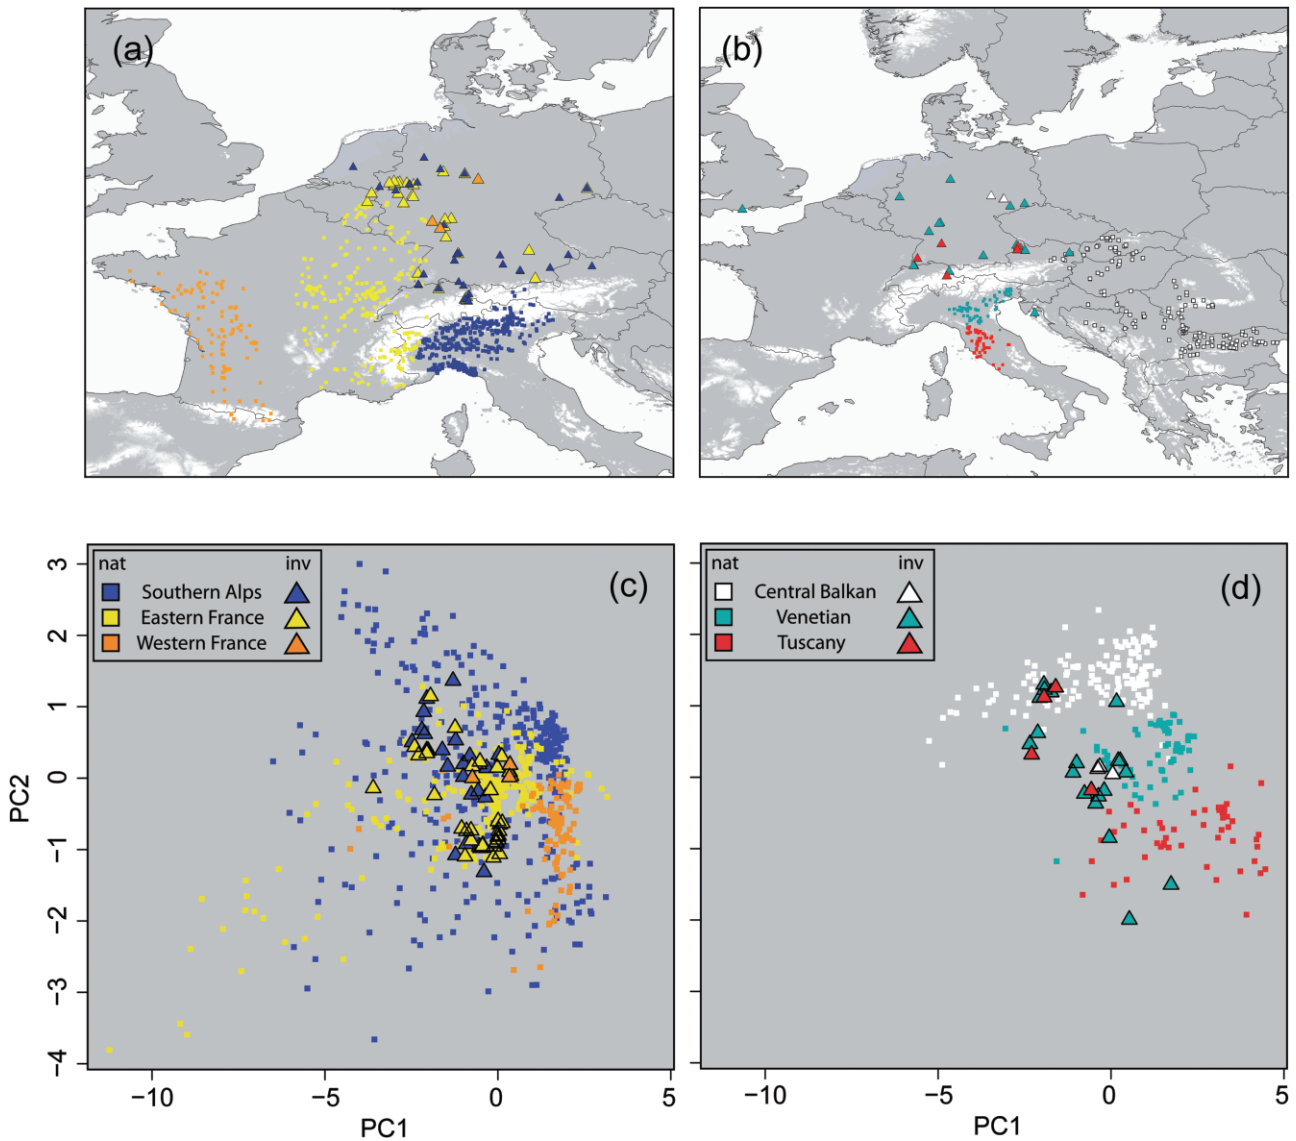 (a)
(b)
nat inv
Southern Alps
Eastern France
Western France
(c)
nat inv
Central Balkan
Venetian
Tuscany
(d)
3
2
1
0
−1
−2
−3
−4
PC2
−10 −5 0 5
PC1
−10 −5 0 5
PC1